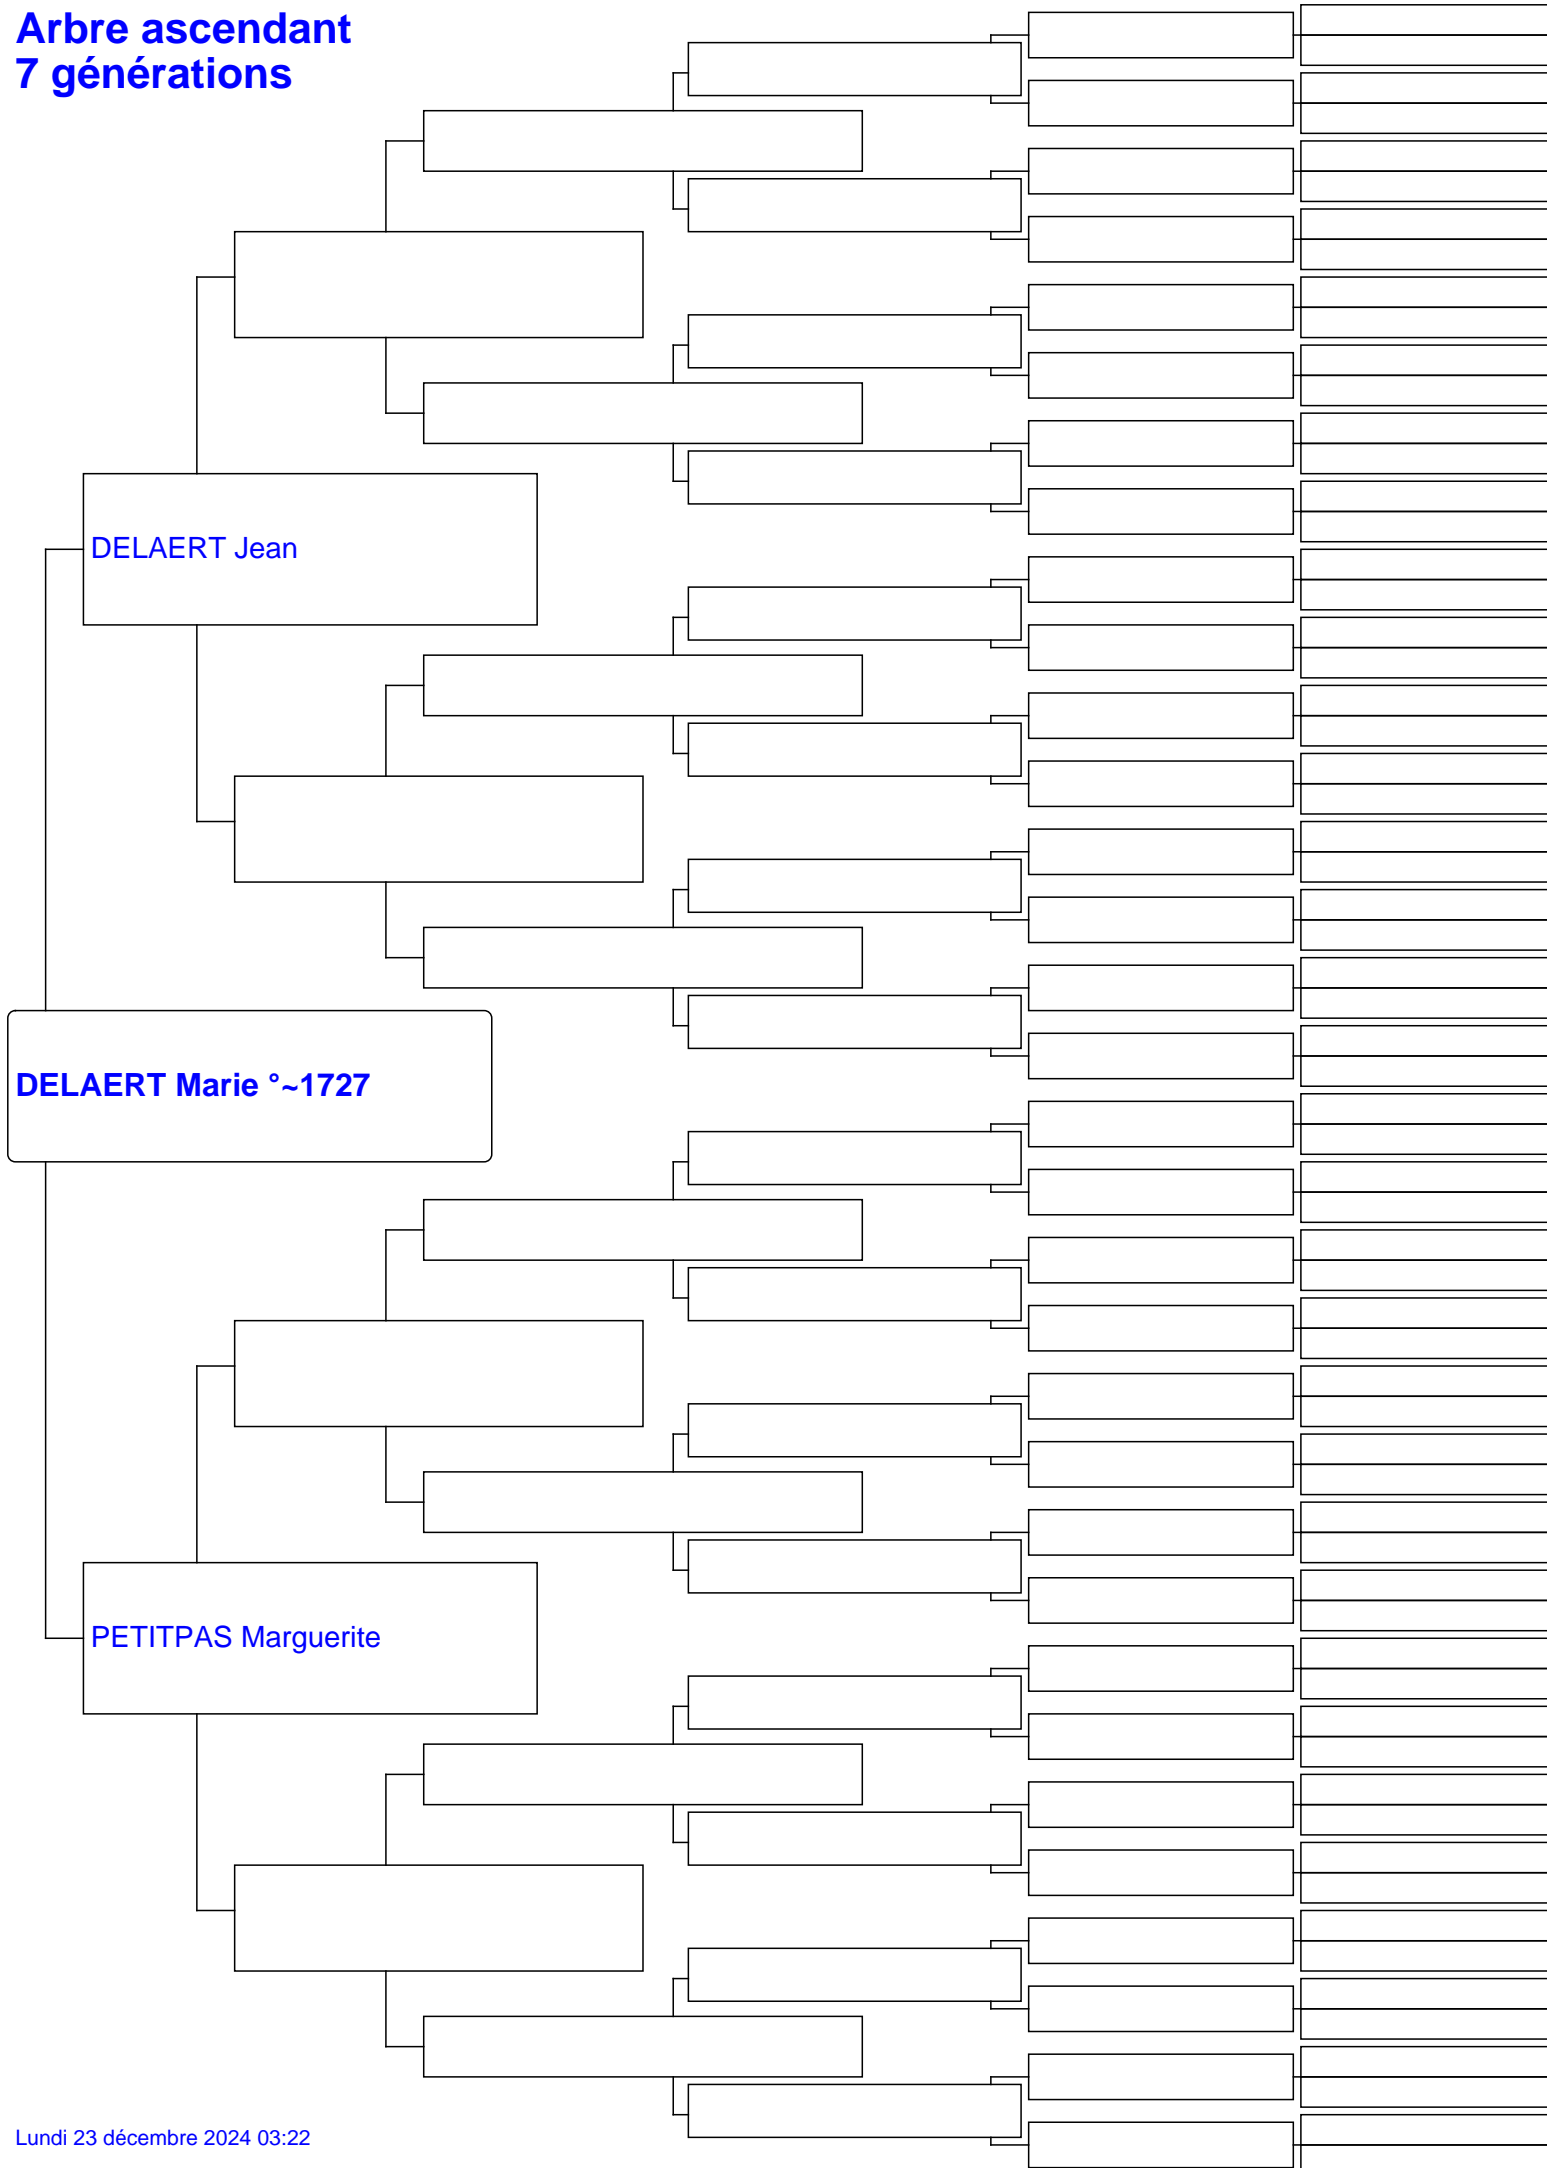 Arbre ascendant
7 générations
DELAERT Jean
DELAERT Marie °~1727
PETITPAS Marguerite
Lundi 23 décembre 2024 03:22